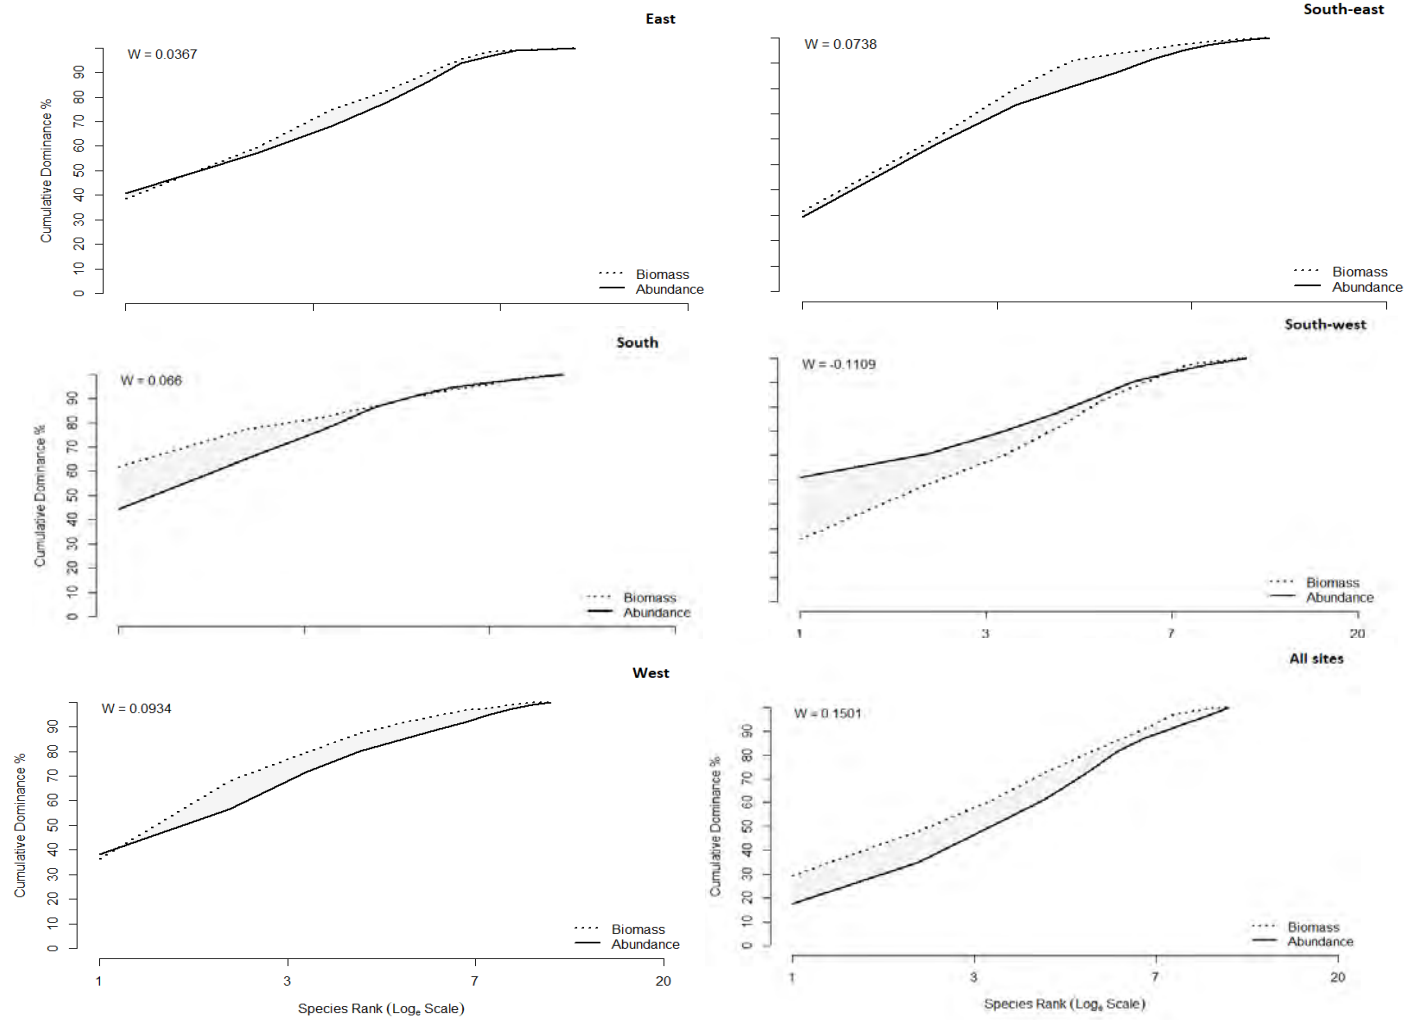 East
W = 0.0367
Cumulative Dominance %
90
80
70
60
50
40
30
20
10
0
Biomass
Abundance
South-east
W = 0.0738
Biomass
Abundance
South
W = 0.066
Cumulative Dominance %
90
80
70
60
50
40
30
20
10
0
Biomass
Abundance
South-west
W = -0.1109
Biomass
Abundance
1 3 7 20
West
W = 0.0934
Cumulative Dominance %
90
80
70
60
50
40
30
20
10
0
Biomass
Abundance
1 3 7 20
Species Rank (Logₑ Scale)
All sites
W = 0.1501
Cumulative Dominance %
90
80
70
60
50
40
30
20
10
0
Biomass
Abundance
1 3 7 20
Species Rank (Logₑ Scale)